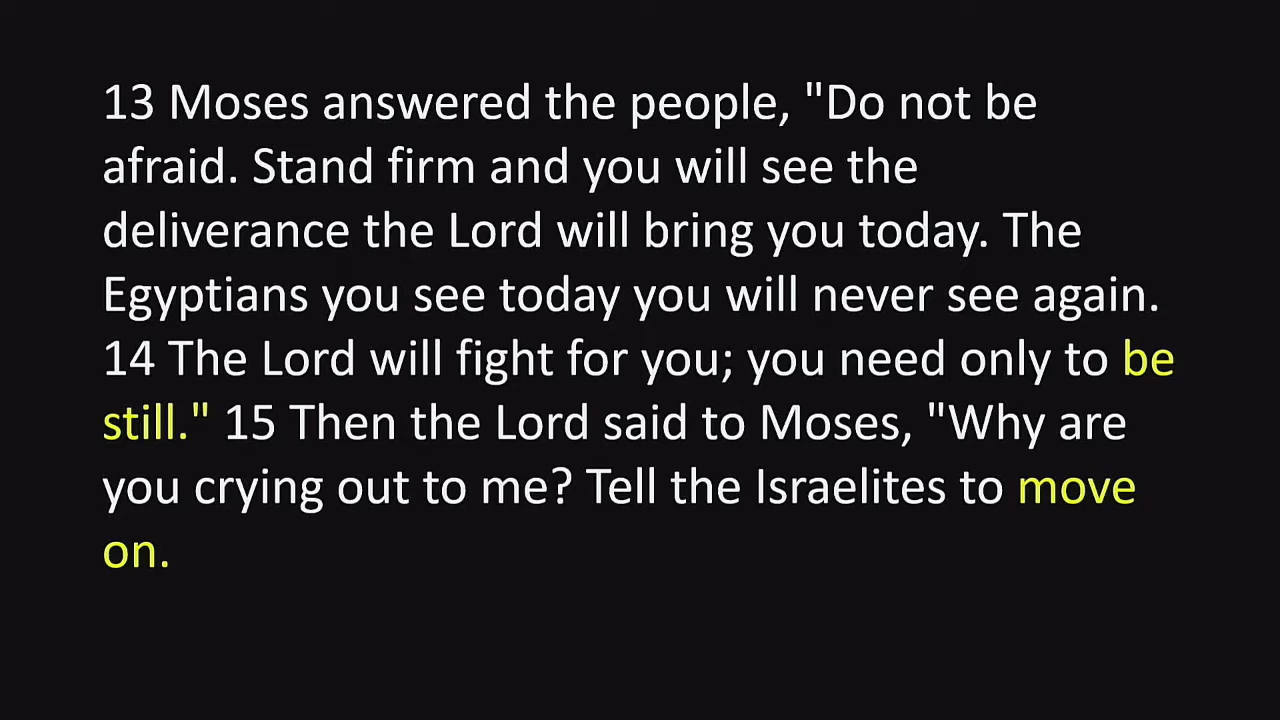 13 Moses answered the people, "Do not be
afraid. Stand firm and you will see the
deliverance the Lord will bring you today. The
Egyptians you see today you will never see again.
14 The Lord will fight for you; you need only to be
still." 15 Then the Lord said to Moses, "Why are
you crying out to me? Tell the Israelites to move
on.